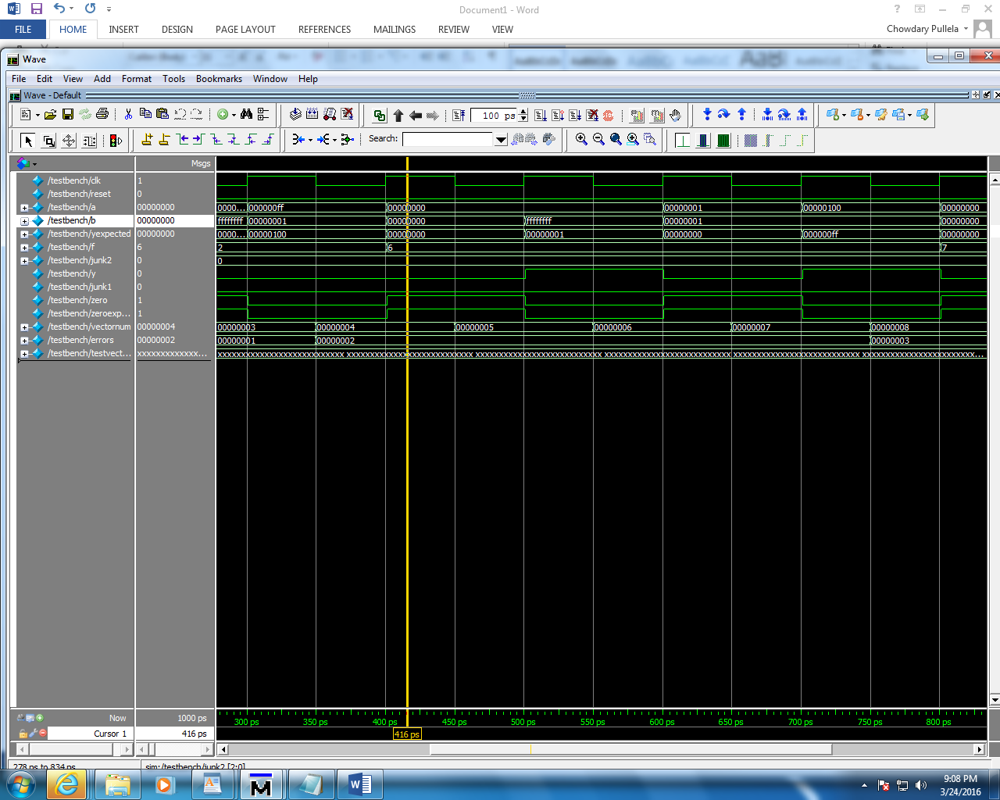 Document1 - Word
FILE HOME INSERT DESIGN PAGE LAYOUT REFERENCES MAILINGS REVIEW VIEW Chowdary Pullela
Wave
File Edit View Add Format Tools Bookmarks Window Help
Wave - Default
100 ps
Search:
Msgs
/testbench/clk 1
/testbench/reset 0
/testbench/a 00000000 0000... 000000ff 00000000 00000001 00000100 00000000
/testbench/b 00000000 ffffffff 00000001 00000000 ffffffff 00000001 00000000
/testbench/yexpected 00000000 0000... 00000100 00000000 00000001 00000000 000000ff 00000000
/testbench/f 6 2 6 7
/testbench/junk2 0 0
/testbench/y 0
/testbench/junk1 0
/testbench/zero 1
/testbench/zeroexp... 1
/testbench/vectornum 00000004 00000003 00000004 00000005 00000006 00000007 00000008
/testbench/errors 00000002 00000001 00000002 00000003
/testbench/testvect...
Now 1000 ps 300 ps 350 ps 400 ps 450 ps 500 ps 550 ps 600 ps 650 ps 700 ps 750 ps 800 ps
Cursor 1 416 ps 416 ps
278 ps to 834 ps sim:/testbench/junk2 [2:0]
9:08 PM
3/24/2016